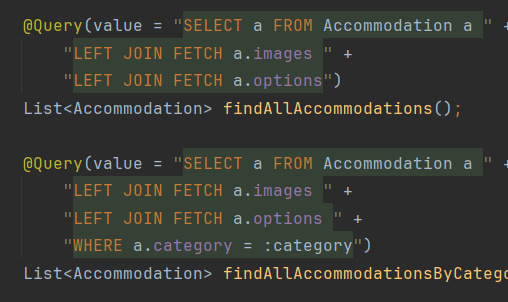 @Query(value = "SELECT a FROM Accommodation a " +
"LEFT JOIN FETCH a.images " +
"LEFT JOIN FETCH a.options")
List<Accommodation> findAllAccommodations();
@Query(value = "SELECT a FROM Accommodation a " +
"LEFT JOIN FETCH a.images " +
"LEFT JOIN FETCH a.options " +
"WHERE a.category = :category")
List<Accommodation> findAllAccommodationsByCatego